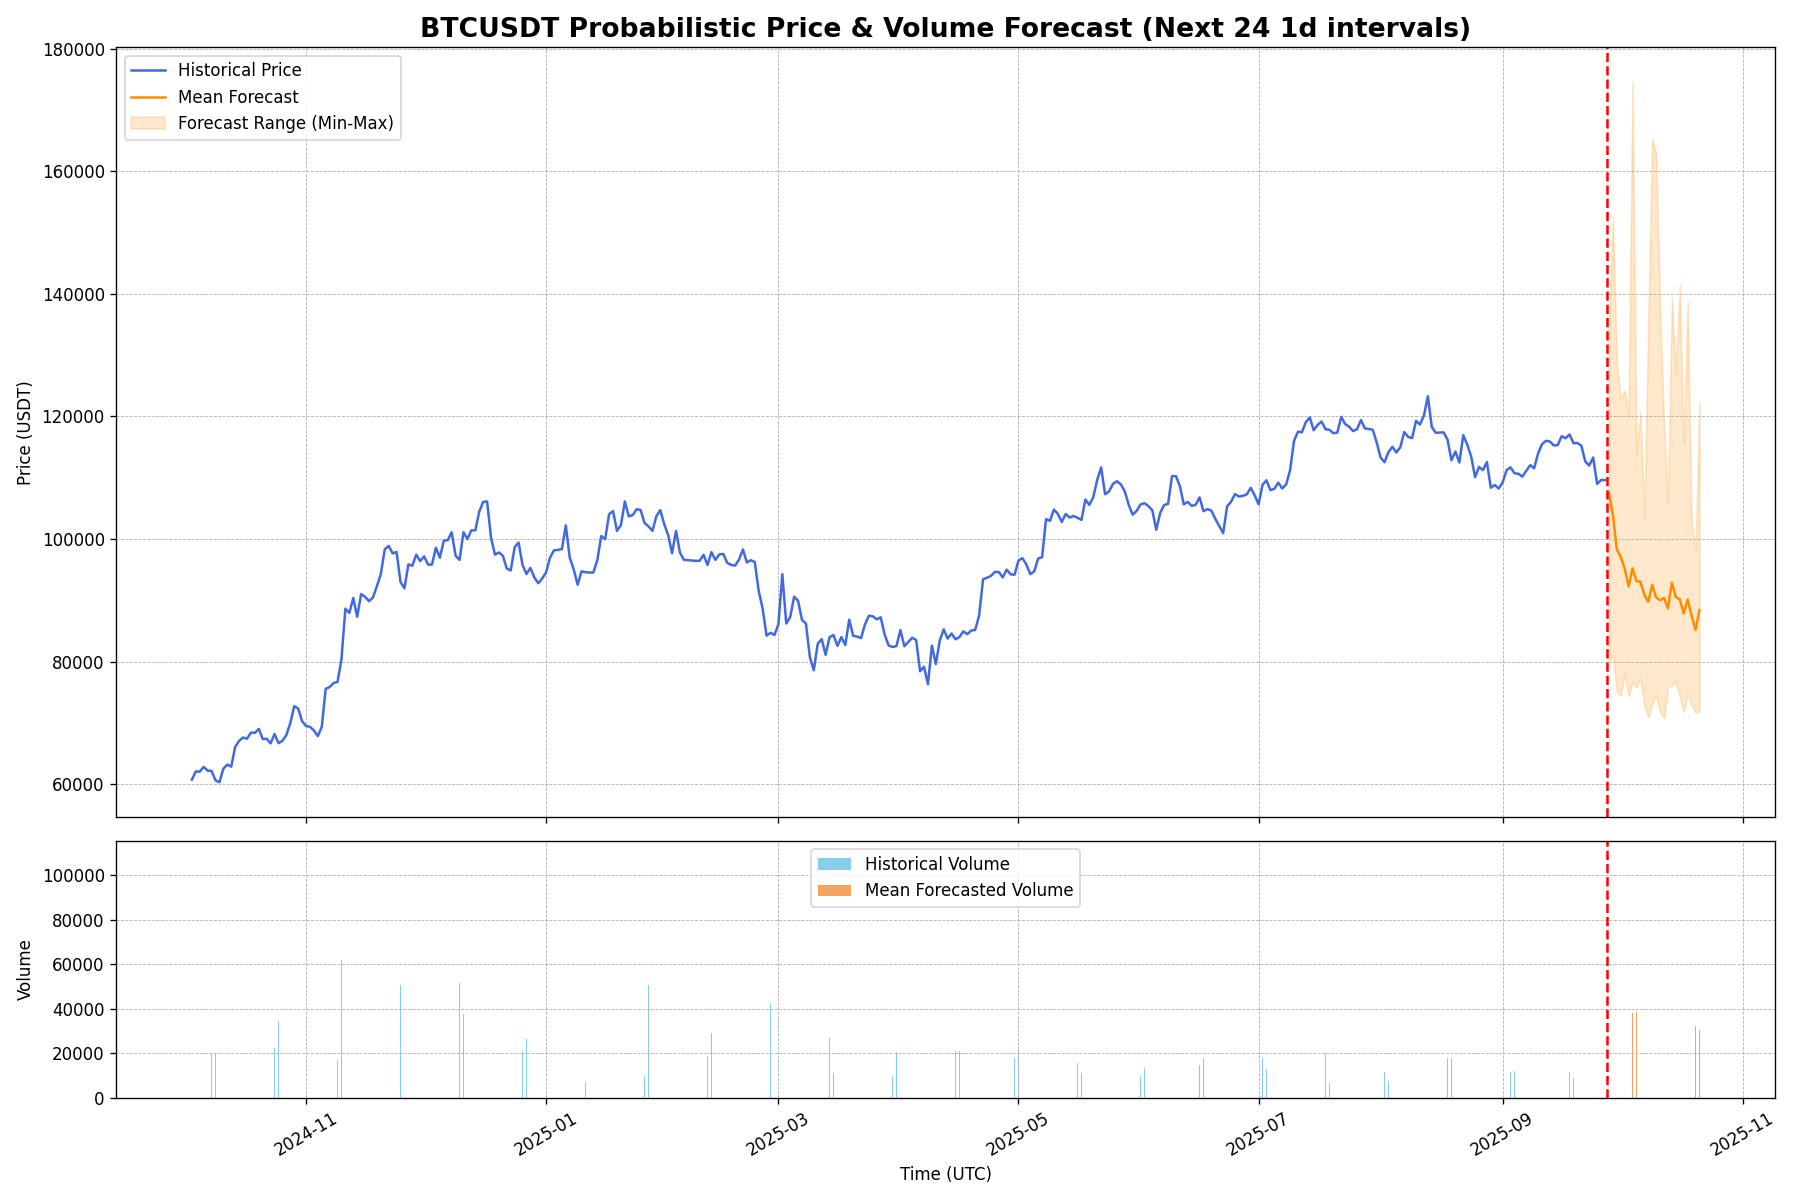 BTCUSDT Probabilistic Price & Volume Forecast (Next 24 1d intervals)
Historical Price
Mean Forecast
Forecast Range (Min-Max)
Price (USDT)
180000
160000
140000
120000
100000
80000
60000
Historical Volume
Mean Forecasted Volume
Volume
100000
80000
60000
40000
20000
0
2024-11
2025-01
2025-03
2025-05
2025-07
2025-09
2025-11
Time (UTC)